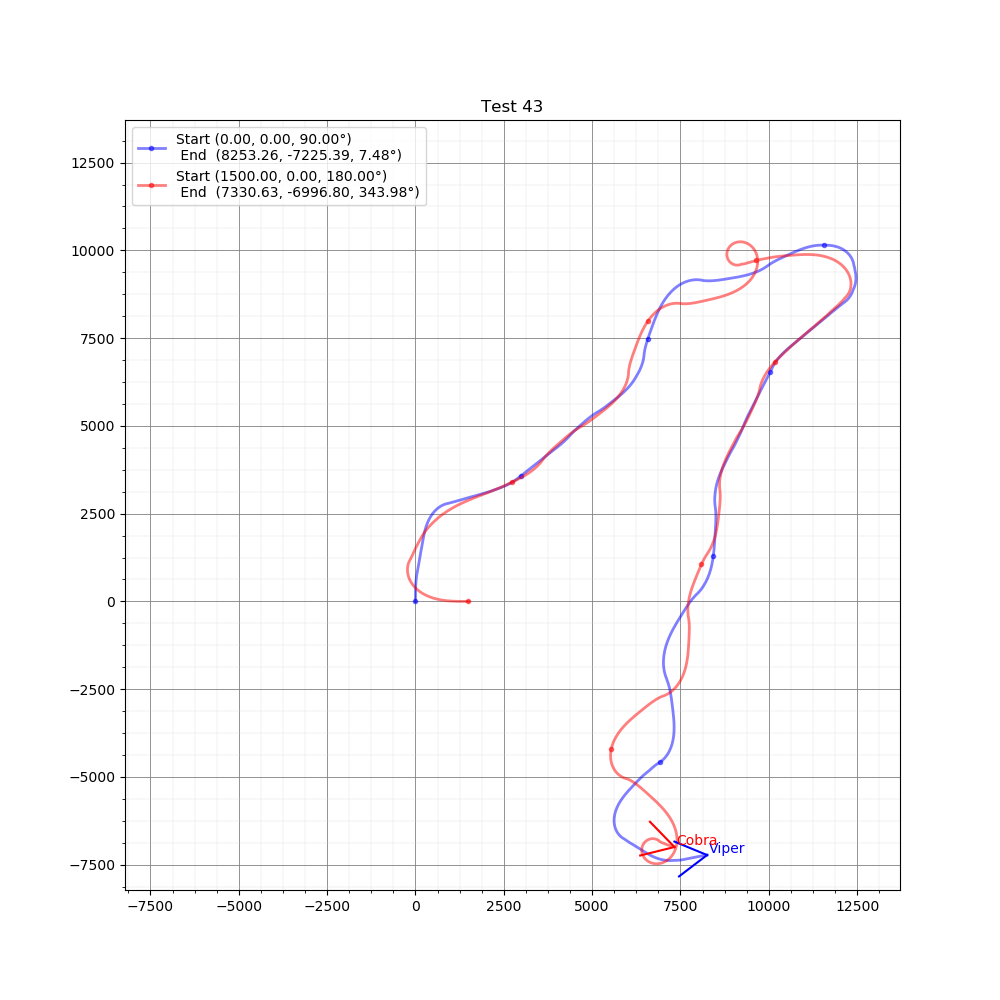 Test 43
Start (0.00, 0.00, 90.00°)
End (8253.26, -7225.39, 7.48°)
Start (1500.00, 0.00, 180.00°)
End (7330.63, -6996.80, 343.98°)
12500
10000
7500
5000
2500
0
−2500
−5000
−7500
Cobra
Viper
−7500 −5000 −2500 0 2500 5000 7500 10000 12500